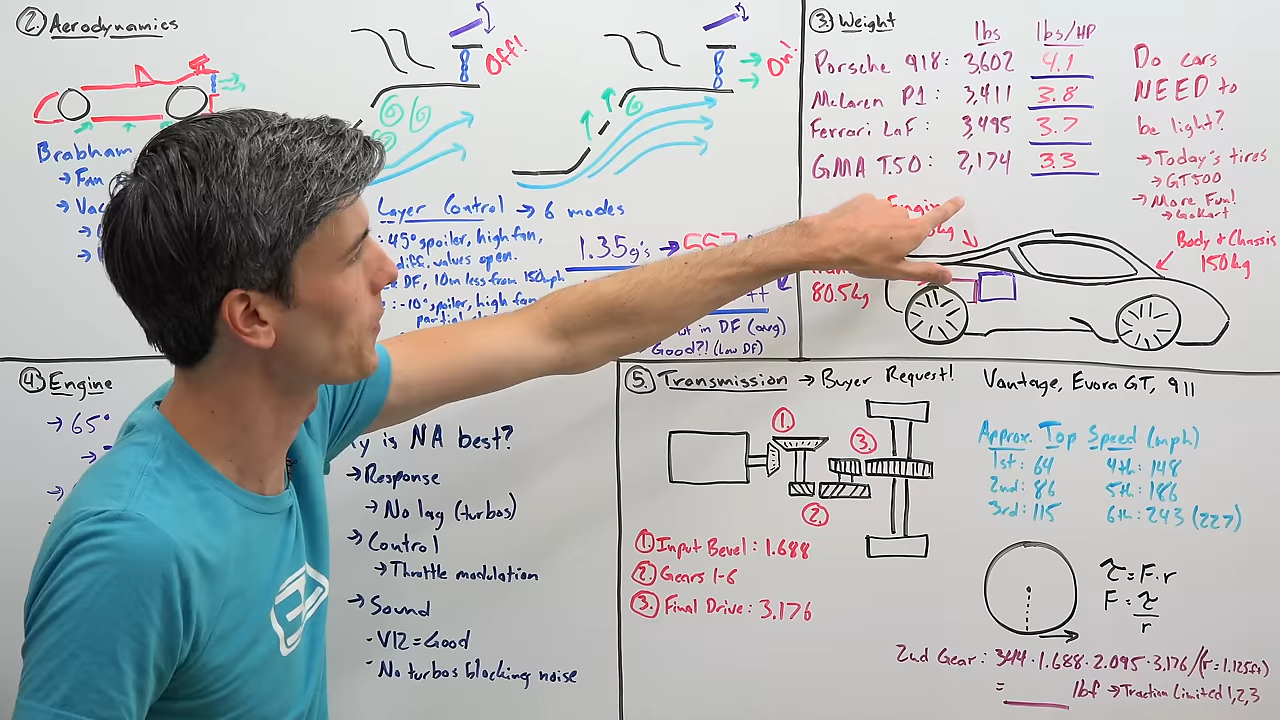 2. Aerodynamics
Brabham
→ Fan
→ Vac
Off!
On!
Layer Control → 6 modes
: 45° spoiler, high fan,
diff. valves open.
DF, 10m less from 150mph
: -10° spoiler, high fan
partial
1.35g's →
in DF (avg)
Good?! (Low DF)
3. Weight
lbs lbs/HP
Porsche 918: 3,602 4.1
McLaren P1: 3,411 3.8
Ferrari LaF: 3,495 3.7
GMA T.50: 2,174 3.3
Do cars
NEED to
be light?
→ Today's tires
→ GT500
→ More Fun!
→ GoKart
Engin
kg
80.5kg
Body & Chassis
150kg
4. Engine
→ 65°
is NA best?
→ Response
→ No lag (turbos)
→ Control
→ Throttle modulation
→ Sound
- V12 = Good
- No turbos blocking noise
5. Transmission → Buyer Request! Vantage, Evora GT, 911
1.
2.
3.
1. Input Bevel: 1.688
2. Gears 1-6
3. Final Drive: 3.176
Approx. Top Speed (mph)
1st: 64 4th: 148
2nd: 86 5th: 186
3rd: 115 6th: 243 (227)
τ = F·r
F = τ
r
2nd Gear: 344·1.688·2.095·3.176/(r=1.125ft)
= lbf → Traction Limited 1,2,3